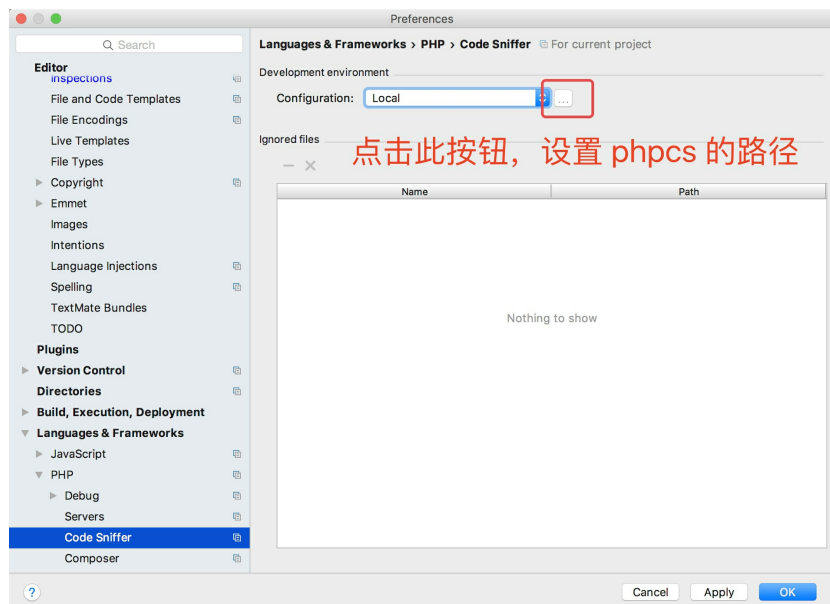 Preferences
Search
Editor
Inspections
File and Code Templates
File Encodings
Live Templates
File Types
Copyright
Emmet
Images
Intentions
Language Injections
Spelling
TextMate Bundles
TODO
Plugins
Version Control
Directories
Build, Execution, Deployment
Languages & Frameworks
JavaScript
PHP
Debug
Servers
Code Sniffer
Composer
Languages & Frameworks › PHP › Code Sniffer For current project
Development environment
Configuration: Local ...
Ignored files
点击此按钮，设置 phpcs 的路径
Name Path
Nothing to show
? Cancel Apply OK